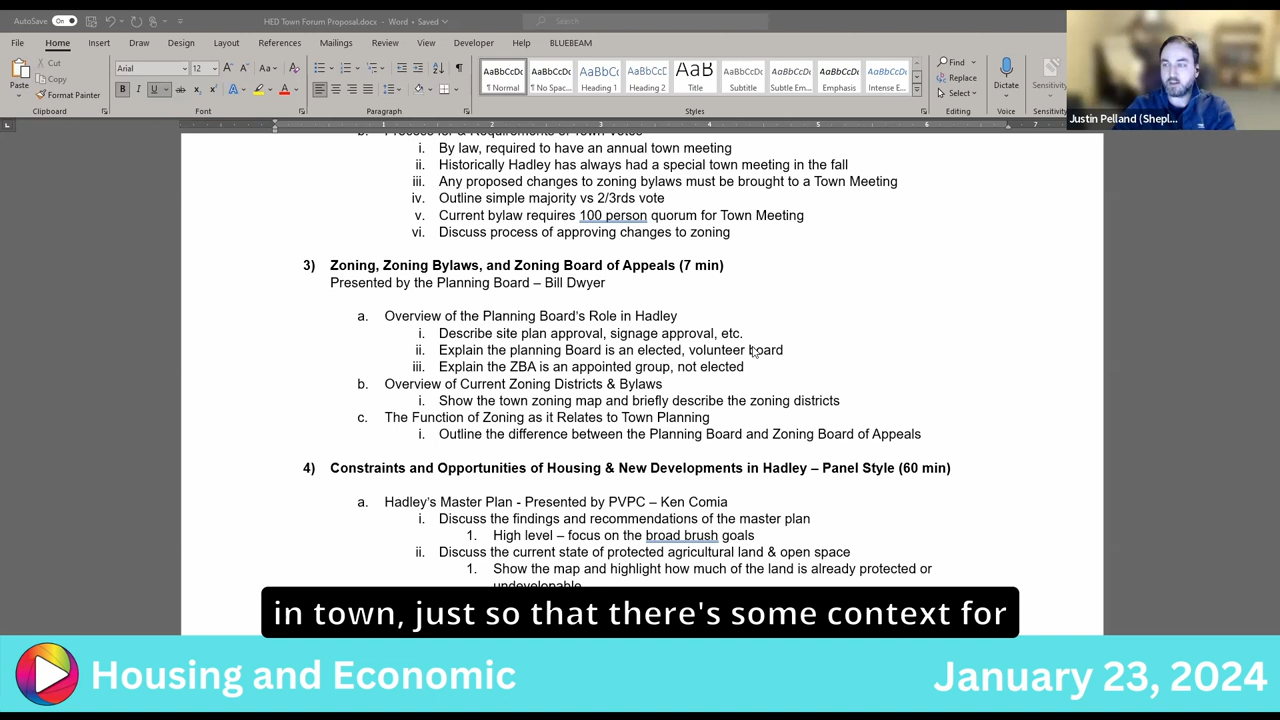 AutoSave On HED Town Forum Proposal.docx - Word • Saved Search
File Home Insert Draw Design Layout References Mailings Review View Developer Help BLUEBEAM
Paste Cut Copy Format Painter
Arial 12
AaBbCcDc ¶ Normal AaBbCcDc ¶ No Spac... AaBbCc Heading 1 AaBbCcD Heading 2 AaB Title AaBbCcD Subtitle AaBbCcDc Subtle Em... AaBbCcDc Emphasis AaBbCcDc Intense E...
Find Replace Select Dictate Sensitivity
Clipboard Font Paragraph Styles Editing Voice Sensitivity
Justin Pelland (Shepl...
b. Process for & Requirements of Town Votes
i. By law, required to have an annual town meeting
ii. Historically Hadley has always had a special town meeting in the fall
iii. Any proposed changes to zoning bylaws must be brought to a Town Meeting
iv. Outline simple majority vs 2/3rds vote
v. Current bylaw requires 100 person quorum for Town Meeting
vi. Discuss process of approving changes to zoning
3) Zoning, Zoning Bylaws, and Zoning Board of Appeals (7 min)
Presented by the Planning Board – Bill Dwyer
a. Overview of the Planning Board's Role in Hadley
i. Describe site plan approval, signage approval, etc.
ii. Explain the planning Board is an elected, volunteer board
iii. Explain the ZBA is an appointed group, not elected
b. Overview of Current Zoning Districts & Bylaws
i. Show the town zoning map and briefly describe the zoning districts
c. The Function of Zoning as it Relates to Town Planning
i. Outline the difference between the Planning Board and Zoning Board of Appeals
4) Constraints and Opportunities of Housing & New Developments in Hadley – Panel Style (60 min)
a. Hadley's Master Plan - Presented by PVPC – Ken Comia
i. Discuss the findings and recommendations of the master plan
1. High level – focus on the broad brush goals
ii. Discuss the current state of protected agricultural land & open space
1. Show the map and highlight how much of the land is already protected or
undevelopable
in town, just so that there's some context for
Housing and Economic January 23, 2024